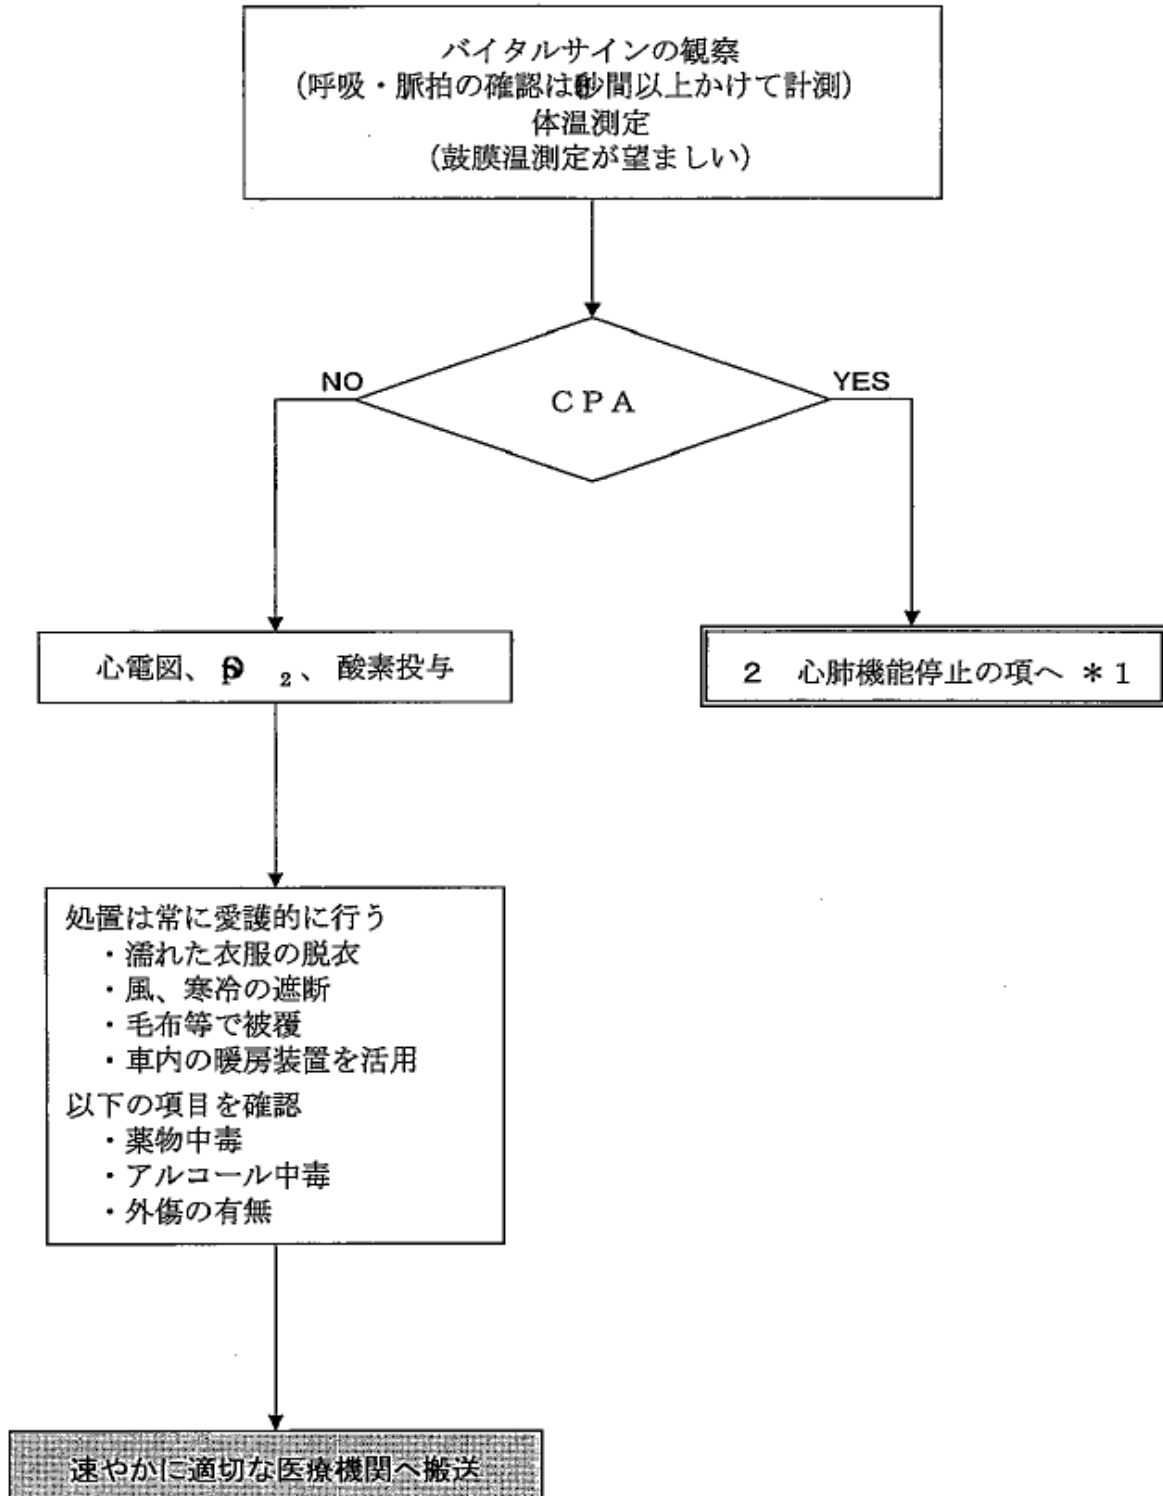 バイタルサインの観察
(呼吸・脈拍の確認は秒間以上かけて計測)
体温測定
(鼓膜温測定が望ましい)
CPA
NO
YES
心電図、 2 、酸素投与
2 心肺機能停止の項へ *1
処置は常に愛護的に行う
・濡れた衣服の脱衣
・風、寒冷の遮断
・毛布等で被覆
・車内の暖房装置を活用
以下の項目を確認
・薬物中毒
・アルコール中毒
・外傷の有無
速やかに適切な医療機関へ搬送